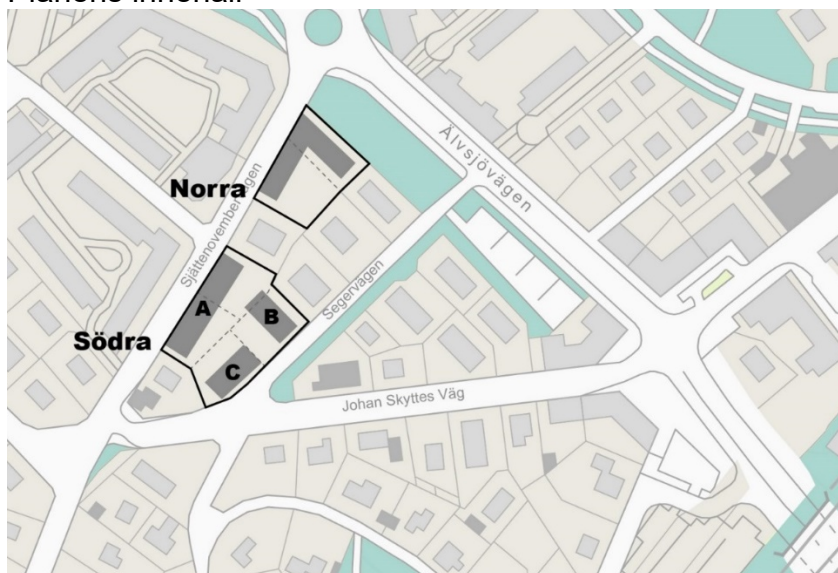 Planens innehåll
Älvsjövägen
Norra
Sjättenovembervägen
Segervägen
A
B
Södra
C
Johan Skyttes Väg